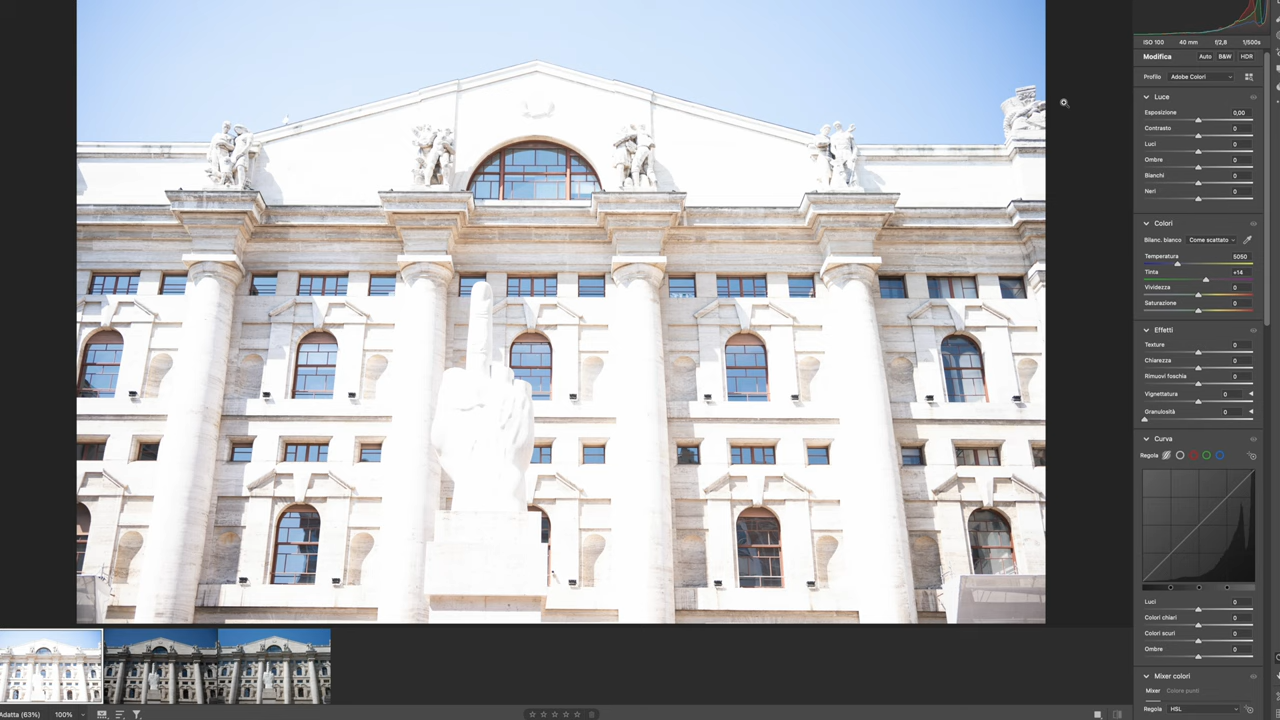 ISO 100 40 mm f/2,8 1/500s
Modifica Auto B&W HDR
Profilo Adobe Colori
Luce
Esposizione 0,00
Contrasto 0
Luci 0
Ombre 0
Bianchi 0
Neri 0
Colori
Bilanc. bianco Come scattato
Temperatura 5050
Tinta +14
Vividezza 0
Saturazione 0
Effetti
Texture 0
Chiarezza 0
Rimuovi foschia 0
Vignettatura 0
Granulosità 0
Curva
Regola
Luci 0
Colori chiari 0
Colori scuri 0
Ombre 0
Mixer colori
Mixer Colore punti
Regola HSL
Adatta (63%) 100%